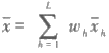 x̄ = ∑_{h = 1}^{L} w_h x̄_h